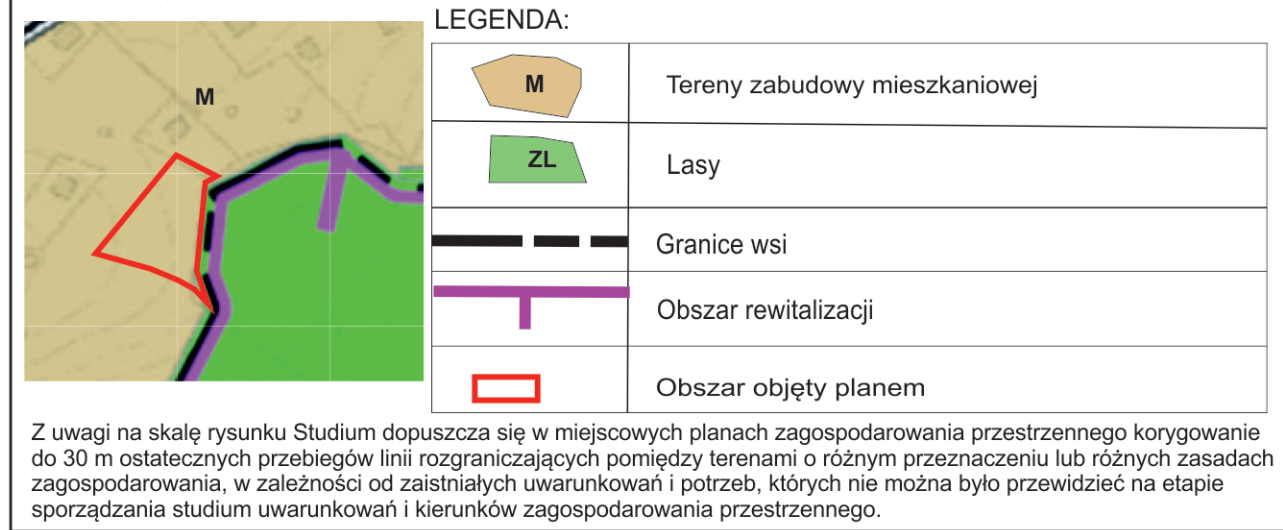 LEGENDA:
M
M
Tereny zabudowy mieszkaniowej
ZL
Lasy
Granice wsi
Obszar rewitalizacji
Obszar objęty planem
Z uwagi na skalę rysunku Studium dopuszcza się w miejscowych planach zagospodarowania przestrzennego korygowanie
do 30 m ostatecznych przebiegów linii rozgraniczających pomiędzy terenami o różnym przeznaczeniu lub różnych zasadach
zagospodarowania, w zależności od zaistniałych uwarunkowań i potrzeb, których nie można było przewidzieć na etapie
sporządzania studium uwarunkowań i kierunków zagospodarowania przestrzennego.